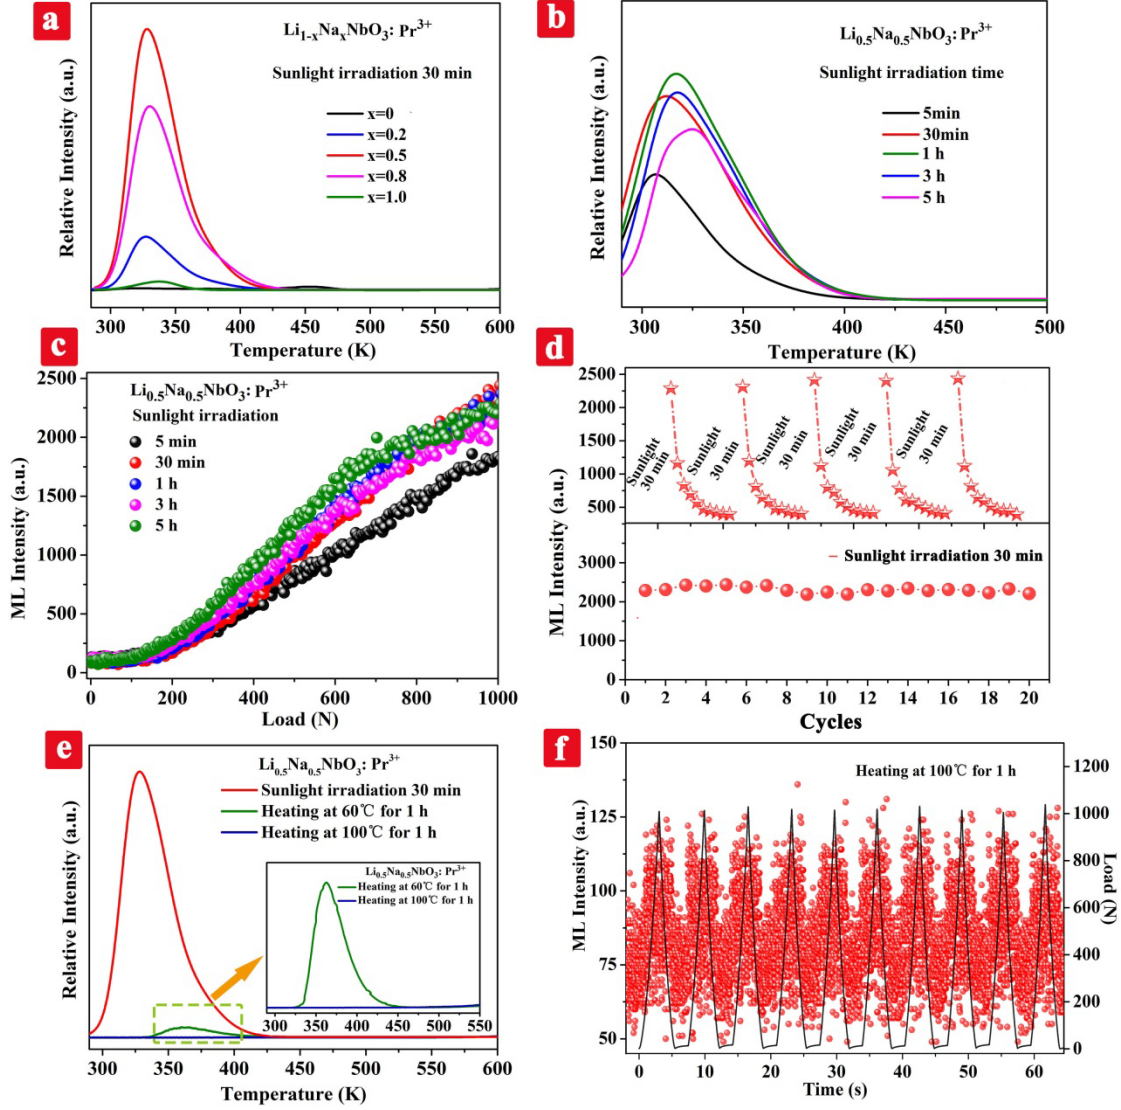 a
Li1-xNaxNbO3: Pr3+
Sunlight irradiation 30 min
x=0
x=0.2
x=0.5
x=0.8
x=1.0
Relative Intensity (a.u.)
300 350 400 450 500 550 600
Temperature (K)
b
Li0.5Na0.5NbO3: Pr3+
Sunlight irradiation time
5min
30min
1 h
3 h
5 h
Relative Intensity (a.u.)
300 350 400 450 500
Temperature (K)
c
Li0.5Na0.5NbO3: Pr3+
Sunlight irradiation
5 min
30 min
1 h
3 h
5 h
ML Intensity (a.u.)
2500
2000
1500
1000
500
0
0 200 400 600 800 1000
Load (N)
d
2500
2000
1500
1000
500
Sunlight
30 min
Sunlight
30 min
Sunlight
30 min
Sunlight
30 min
Sunlight
30 min
Sunlight irradiation 30 min
ML Intensity (a.u.)
3000
2000
1000
0
0 2 4 6 8 10 12 14 16 18 20
Cycles
e
Li0.5Na0.5NbO3: Pr3+
Sunlight irradiation 30 min
Heating at 60℃ for 1 h
Heating at 100℃ for 1 h
Li0.5Na0.5NbO3: Pr3+
Heating at 60℃ for 1 h
Heating at 100℃ for 1 h
300 350 400 450 500 550
Relative Intensity (a.u.)
300 350 400 450 500 550 600
Temperature (K)
f
Heating at 100℃ for 1 h
ML Intensity (a.u.)
150
125
100
75
50
1200
1000
800
600
400
200
0
Load (N)
0 10 20 30 40 50 60
Time (s)